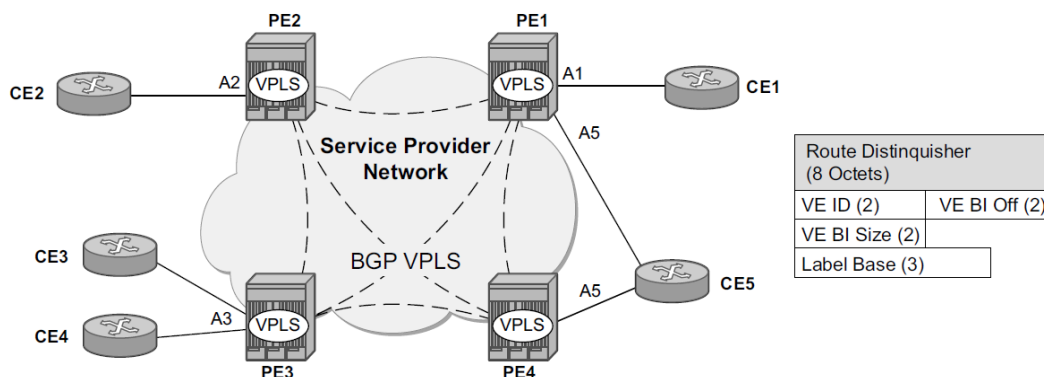 PE2
PE1
VPLS
VPLS
CE2
A2
A1
CE1
A5
Service Provider
Network
Route Distinquisher
(8 Octets)
VE ID (2)
VE BI Off (2)
VE BI Size (2)
Label Base (3)
CE3
BGP VPLS
CE5
A5
A3
VPLS
VPLS
CE4
PE3
PE4